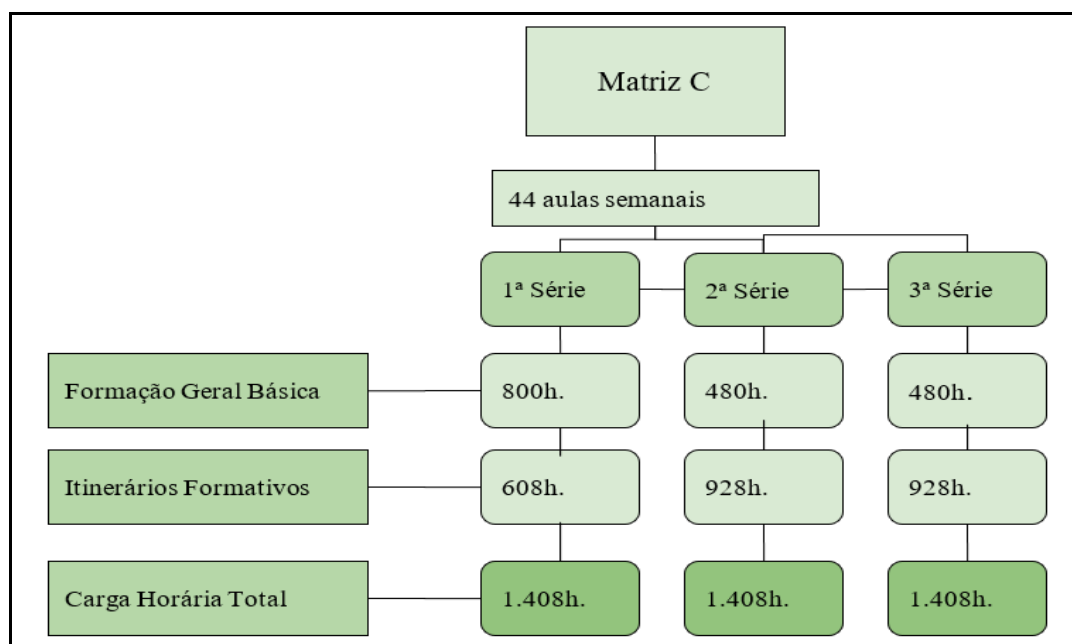 Matriz C
44 aulas semanais
1ª Série
2ª Série
3ª Série
Formação Geral Básica
800h.
480h.
480h.
Itinerários Formativos
608h.
928h.
928h.
Carga Horária Total
1.408h.
1.408h.
1.408h.